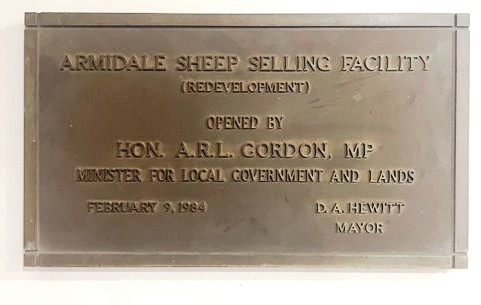 ARMIDALE SHEEP SELLING FACILITY
(REDEVELOPMENT)
OPENED BY
HON. A.R.L. GORDON, MP
MINISTER FOR LOCAL GOVERNMENT AND LANDS
FEBRUARY 9, 1984
D. A. HEWITT
MAYOR